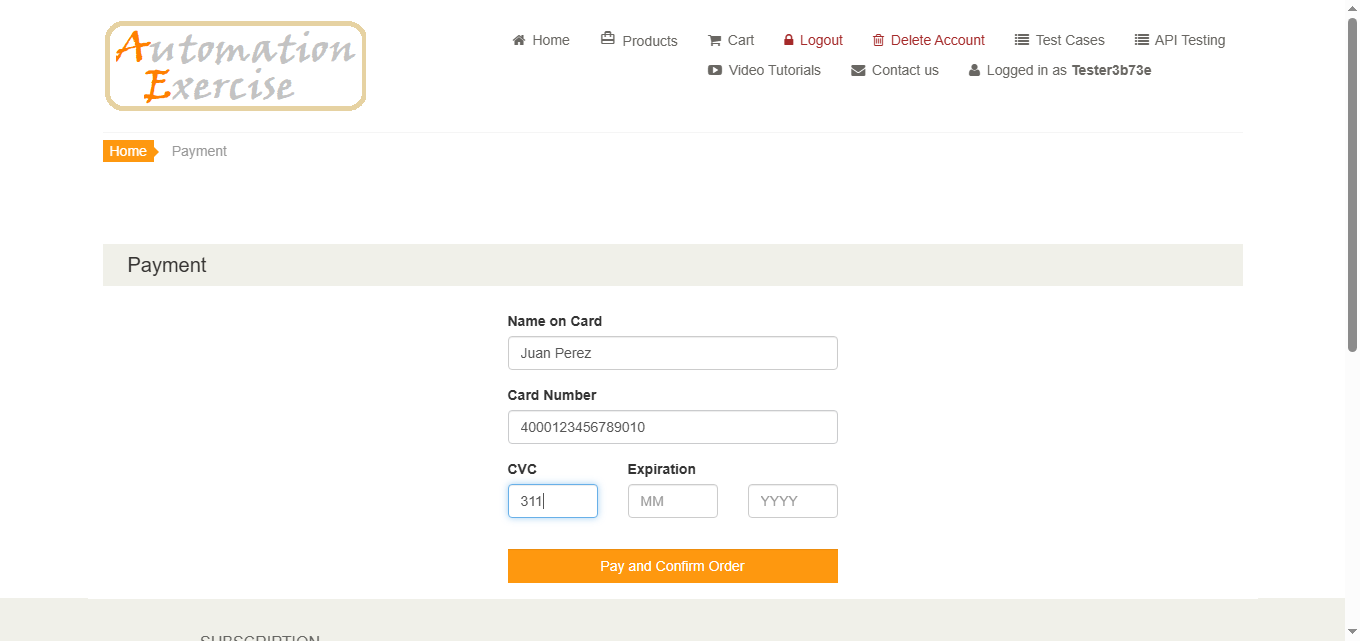 Automation
Exercise
Home Products Cart Logout Delete Account Test Cases API Testing
Video Tutorials Contact us Logged in as Tester3b73e
Home Payment
Payment
Name on Card
Juan Perez
Card Number
4000123456789010
CVC Expiration
311 MM YYYY
Pay and Confirm Order
SUBSCRIPTION